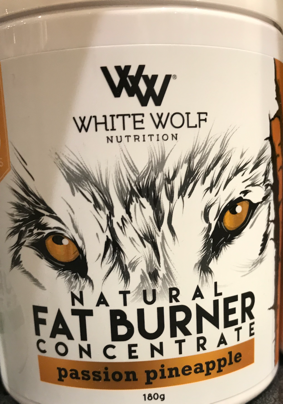 WW®
WHITE WOLF
NUTRITION
NATURAL
FAT BURNER
CONCENTRATE
passion pineapple
180g